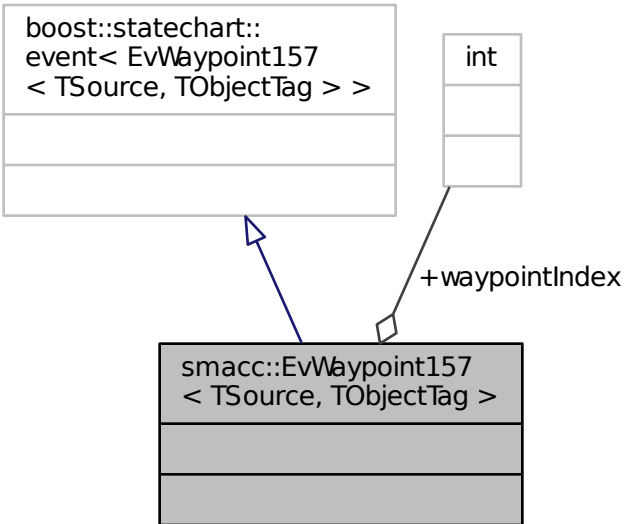 boost::statechart::
event< EvWaypoint157
< TSource, TObjectTag > >
int
+waypointIndex
smacc::EvWaypoint157
< TSource, TObjectTag >